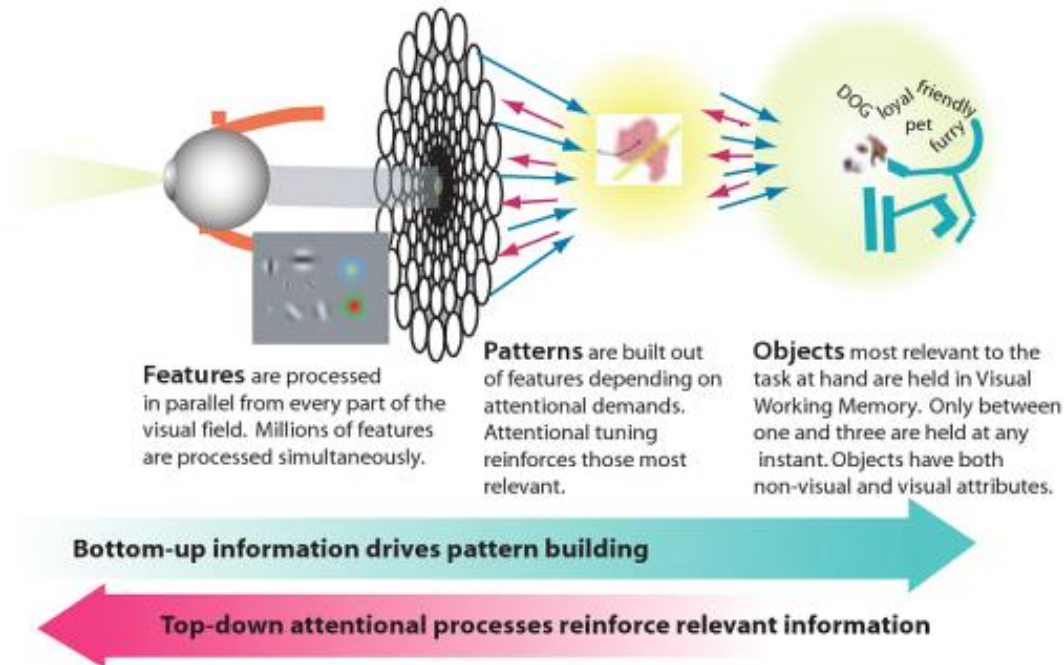 DOG
loyal
friendly
pet
furry
Features are processed
in parallel from every part of the
visual field. Millions of features
are processed simultaneously.
Patterns are built out
of features depending on
attentional demands.
Attentional tuning
reinforces those most
relevant.
Objects most relevant to the
task at hand are held in Visual
Working Memory. Only between
one and three are held at any
instant. Objects have both
non-visual and visual attributes.
Bottom-up information drives pattern building
Top-down attentional processes reinforce relevant information